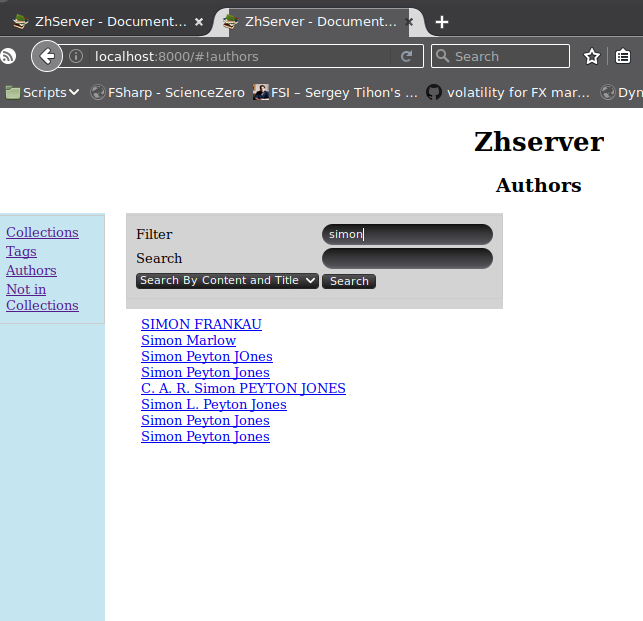 ZhServer - Document... × ZhServer - Document... ×
localhost:8000/#!authors Search
Scripts FSharp - ScienceZero FSI – Sergey Tihon's ... volatility for FX mar... Dyn
Zhserver
Authors
Collections
Tags
Authors
Not in
Collections
Filter simon
Search
Search By Content and Title Search
SIMON FRANKAU
Simon Marlow
Simon Peyton JOnes
Simon Peyton Jones
C. A. R. Simon PEYTON JONES
Simon L. Peyton Jones
Simon Peyton Jones
Simon Peyton Jones